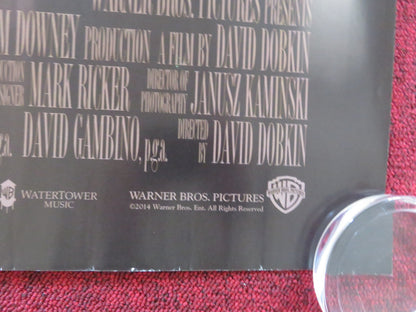 WARNER BROS. PICTURES PRESENTS
DOWNEY PRODUCTION A FILM BY DAVID DOBKIN
MARK RICKER DIRECTOR OF PHOTOGRAPHY JANUSZ KAMINSKI
DAVID GAMBINO, p.g.a. DIRECTED BY DAVID DOBKIN
WATERTOWER MUSIC
WARNER BROS. PICTURES
©2014 Warner Bros. Ent. All Rights Reserved